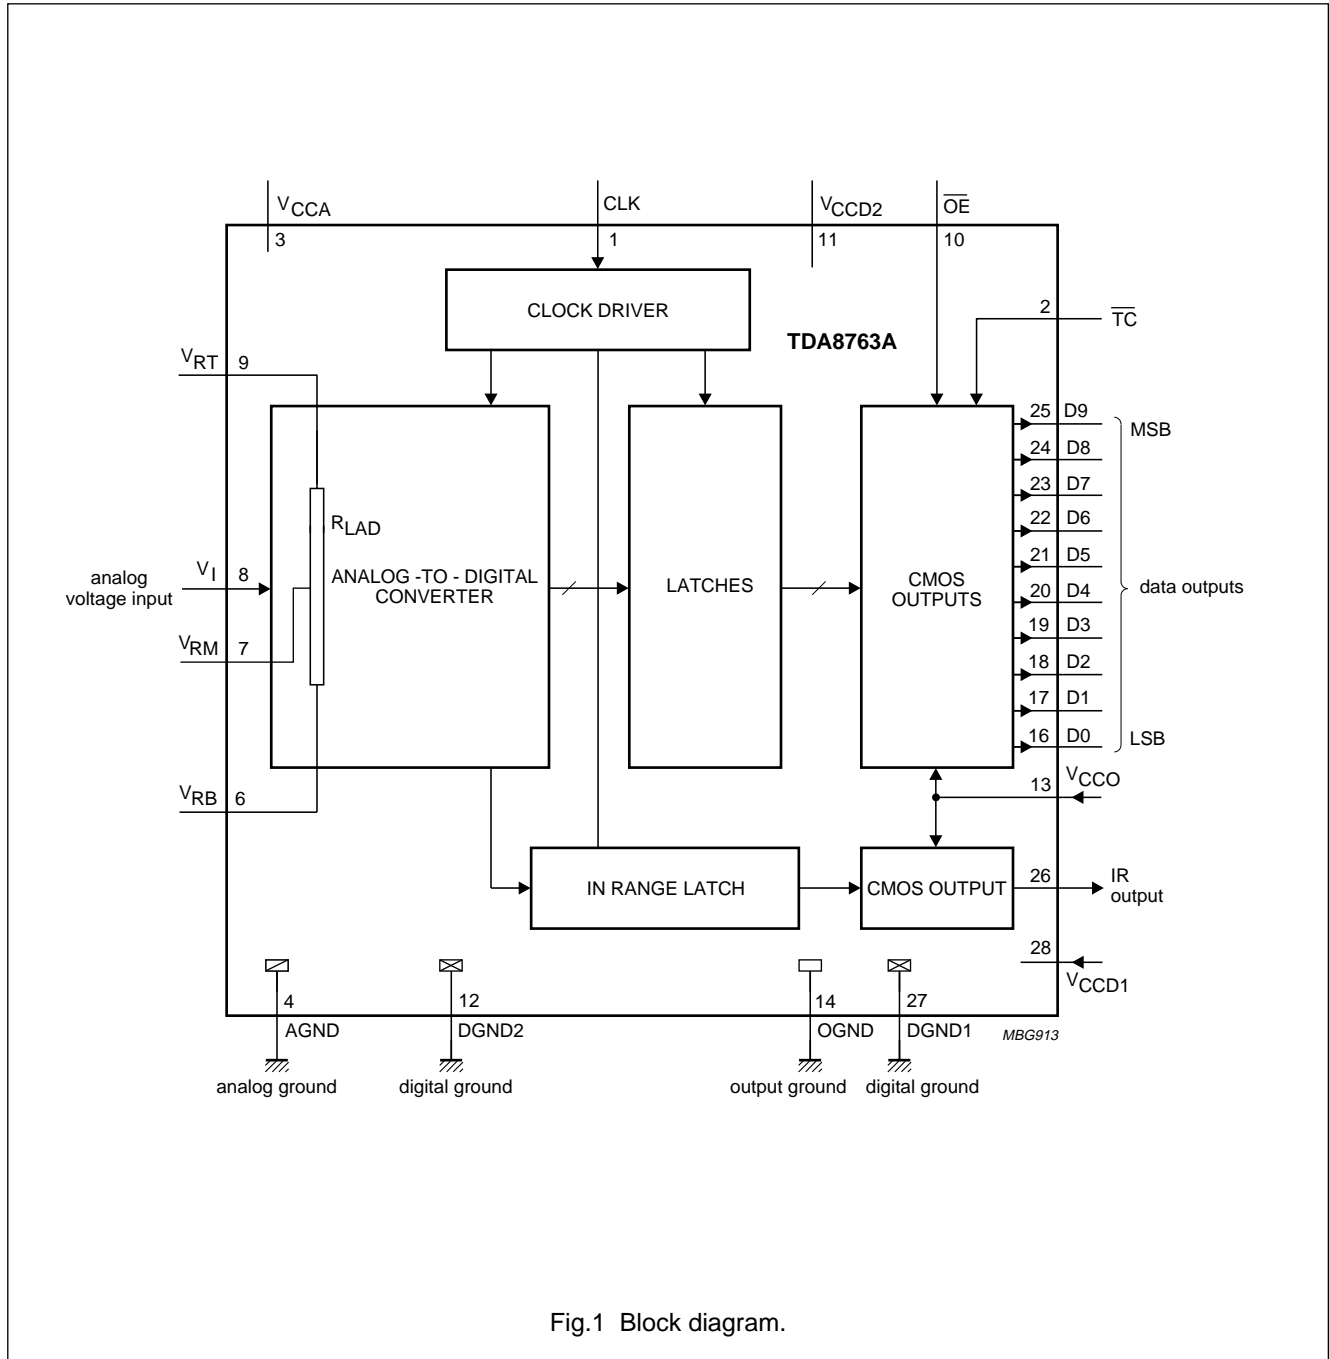 VCCA
CLK
VCCD2
OE
3
1
11
10
CLOCK DRIVER
2
TC
TDA8763A
VRT
9
25 D9
MSB
24 D8
23 D7
RLAD
22 D6
analog
voltage input
VI
8
ANALOG -TO - DIGITAL
CONVERTER
LATCHES
CMOS
OUTPUTS
21 D5
20 D4
data outputs
19 D3
VRM
7
18 D2
17 D1
16 D0
LSB
VRB
6
13
VCCO
IN RANGE LATCH
CMOS OUTPUT
26
IR
output
28
VCCD1
4
12
14
27
AGND
DGND2
OGND
DGND1
MBG913
analog ground
digital ground
output ground
digital ground
Fig.1 Block diagram.